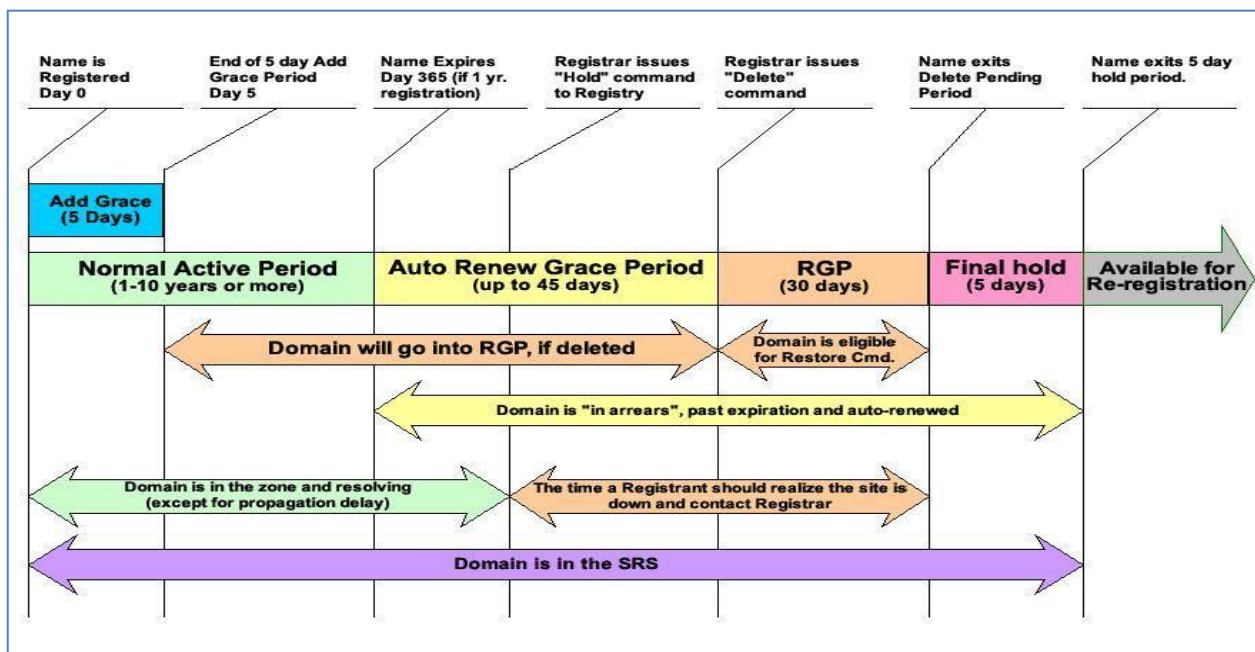 Name is
Registered
Day 0
End of 5 day Add
Grace Period
Day 5
Name Expires
Day 365 (if 1 yr.
registration)
Registrar issues
"Hold" command
to Registry
Registrar issues
"Delete"
command
Name exits
Delete Pending
Period
Name exits 5 day
hold period.
Add Grace
(5 Days)
Normal Active Period
(1-10 years or more)
Auto Renew Grace Period
(up to 45 days)
RGP
(30 days)
Final hold
(5 days)
Available for
Re-registration
Domain will go into RGP, if deleted
Domain is eligible
for Restore Cmd.
Domain is "in arrears", past expiration and auto-renewed
Domain is in the zone and resolving
(except for propagation delay)
The time a Registrant should realize the site is
down and contact Registrar
Domain is in the SRS